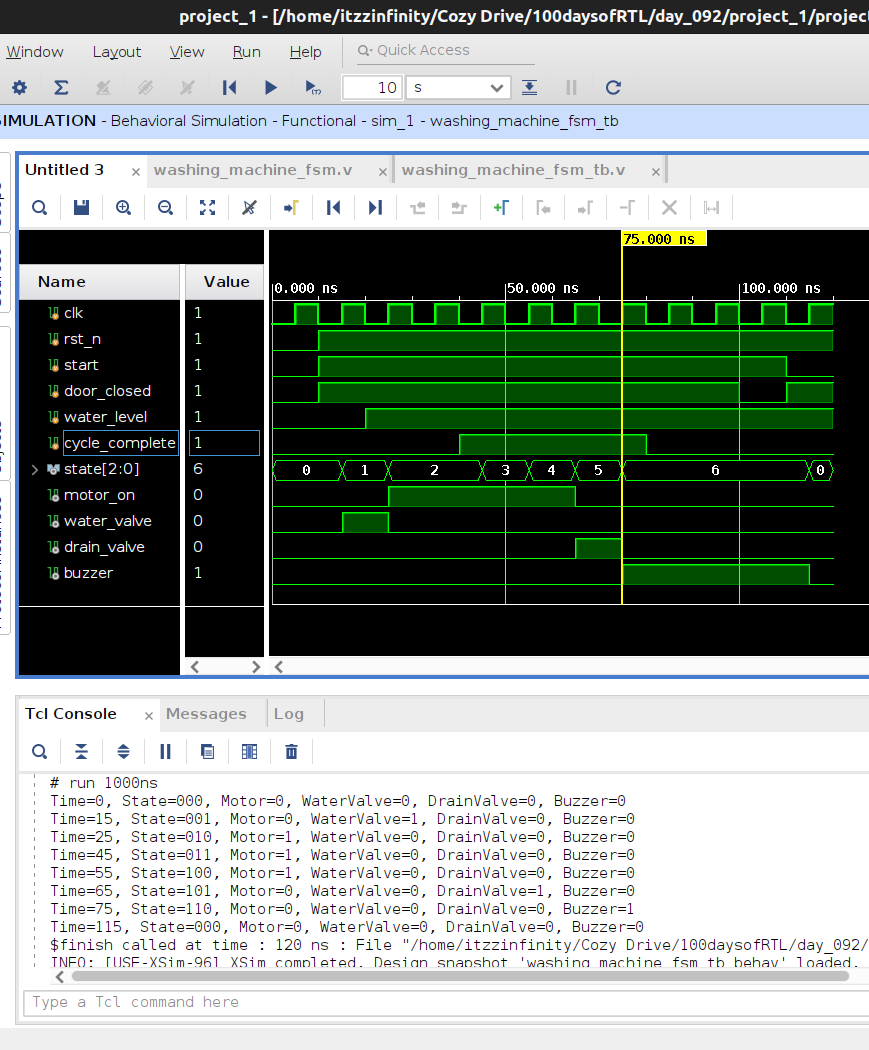 project_1 - [/home/itzzinfinity/Cozy Drive/100daysofRTL/day_092/project_1/project
Window Layout View Run Help Quick Access
10 s
SIMULATION - Behavioral Simulation - Functional - sim_1 - washing_machine_fsm_tb
Untitled 3 × washing_machine_fsm.v × washing_machine_fsm_tb.v ×
75.000 ns
Name Value
0.000 ns 50.000 ns 100.000 ns
clk 1
rst_n 1
start 1
door_closed 1
water_level 1
cycle_complete 1
state[2:0] 6 0 1 2 3 4 5 6 0
motor_on 0
water_valve 0
drain_valve 0
buzzer 1
Tcl Console × Messages Log
# run 1000ns
Time=0, State=000, Motor=0, WaterValve=0, DrainValve=0, Buzzer=0
Time=15, State=001, Motor=0, WaterValve=1, DrainValve=0, Buzzer=0
Time=25, State=010, Motor=1, WaterValve=0, DrainValve=0, Buzzer=0
Time=45, State=011, Motor=1, WaterValve=0, DrainValve=0, Buzzer=0
Time=55, State=100, Motor=1, WaterValve=0, DrainValve=0, Buzzer=0
Time=65, State=101, Motor=0, WaterValve=0, DrainValve=1, Buzzer=0
Time=75, State=110, Motor=0, WaterValve=0, DrainValve=0, Buzzer=1
Time=115, State=000, Motor=0, WaterValve=0, DrainValve=0, Buzzer=0
$finish called at time : 120 ns : File "/home/itzzinfinity/Cozy Drive/100daysofRTL/day_092/
INFO: [USF-XSim-96] XSim completed. Design snapshot 'washing_machine_fsm_tb_behav' loaded.
Type a Tcl command here